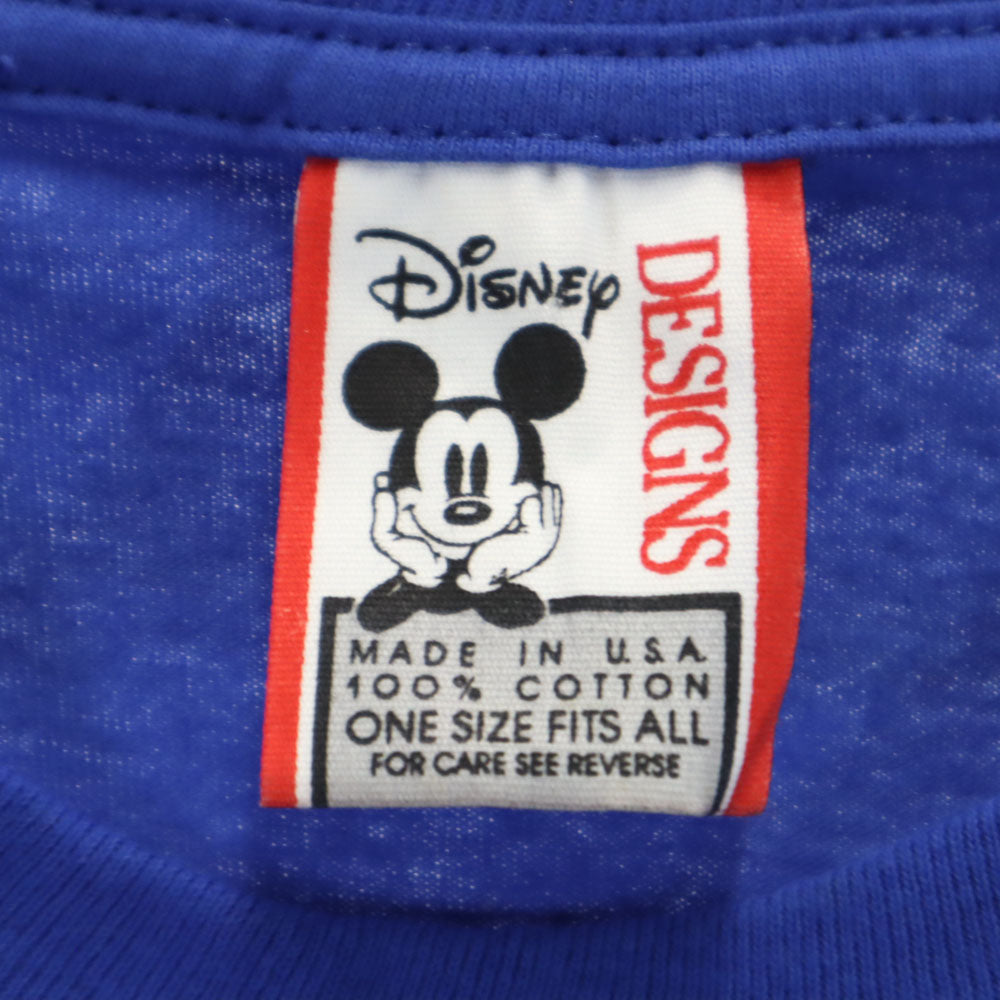 Disney
DESIGNS
MADE IN U.S.A.
100% COTTON
ONE SIZE FITS ALL
FOR CARE SEE REVERSE